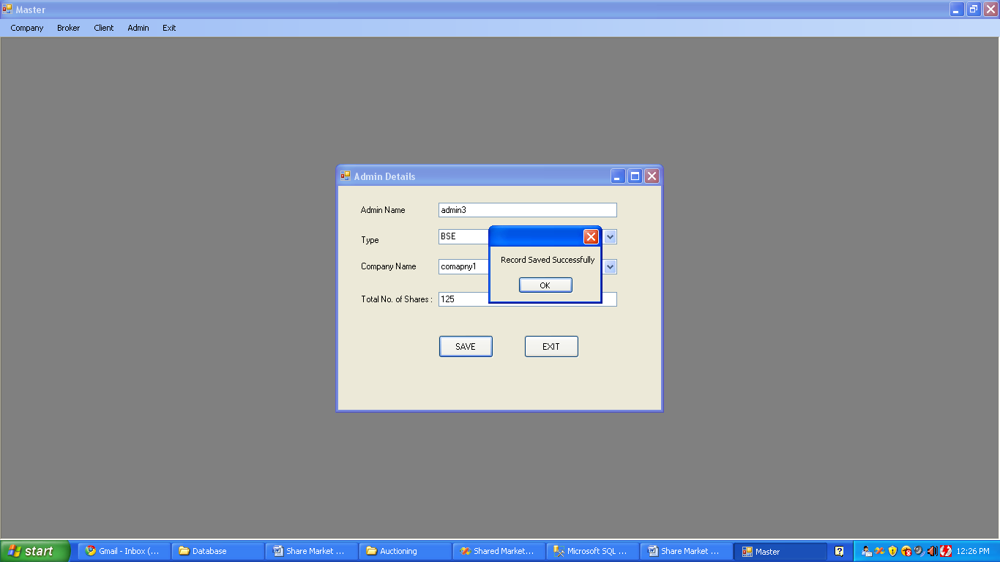 Master
Company Broker Client Admin Exit
Admin Details
Admin Name admin3
Type BSE
Record Saved Successfully
Company Name comapny1
OK
Total No. of Shares : 125
SAVE EXIT
start Gmail - Inbox (... Database Share Market ... Auctioning Shared Market... Microsoft SQL ... Share Market ... Master 12:26 PM